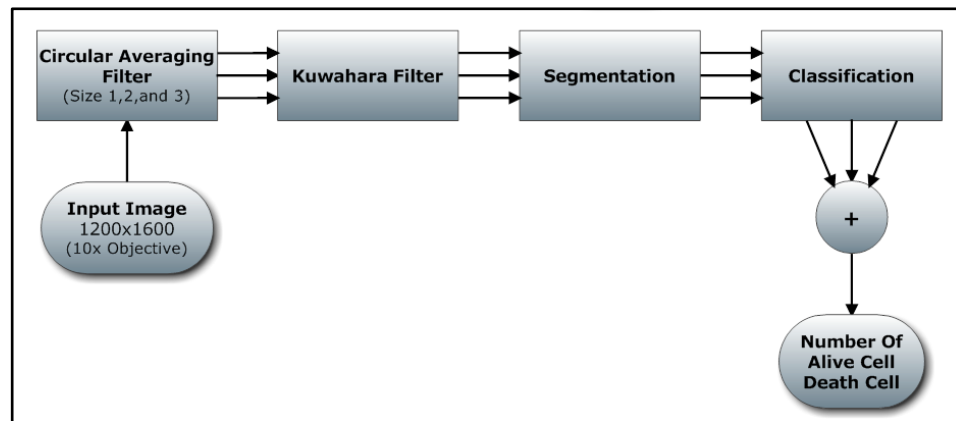 Circular Averaging
Filter
(Size 1,2,and 3)
Kuwahara Filter
Segmentation
Classification
Input Image
1200x1600
(10x Objective)
+
Number Of
Alive Cell
Death Cell